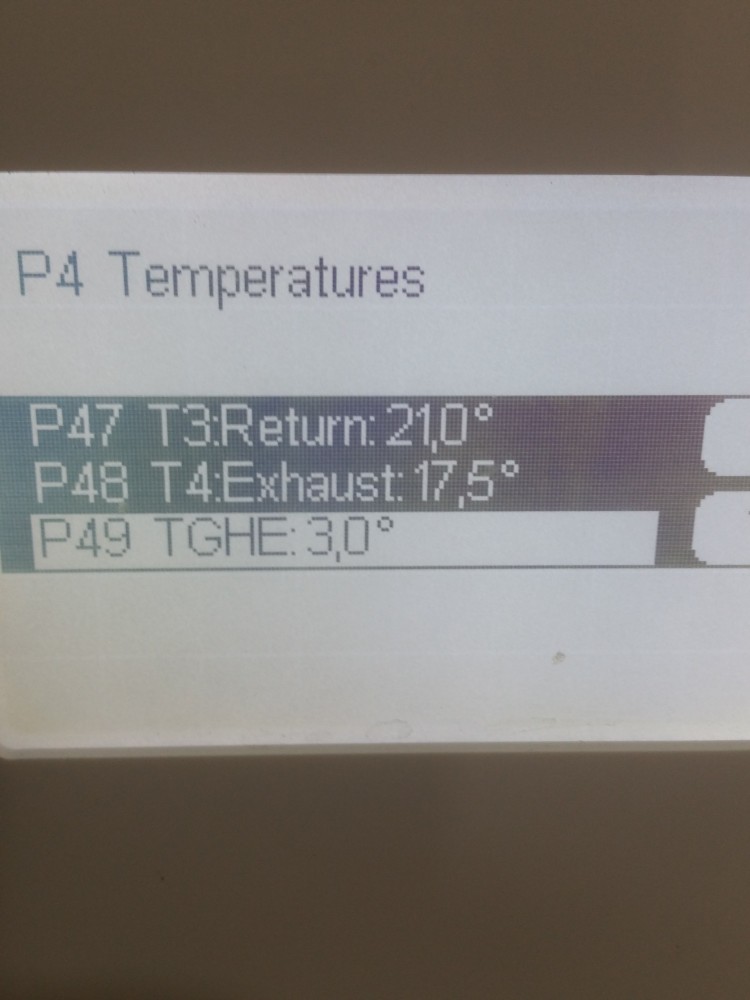 P4 Temperatures
P47 T3:Return: 21,0°
P48 T4:Exhaust: 17,5°
P49 TGHE: 3,0°